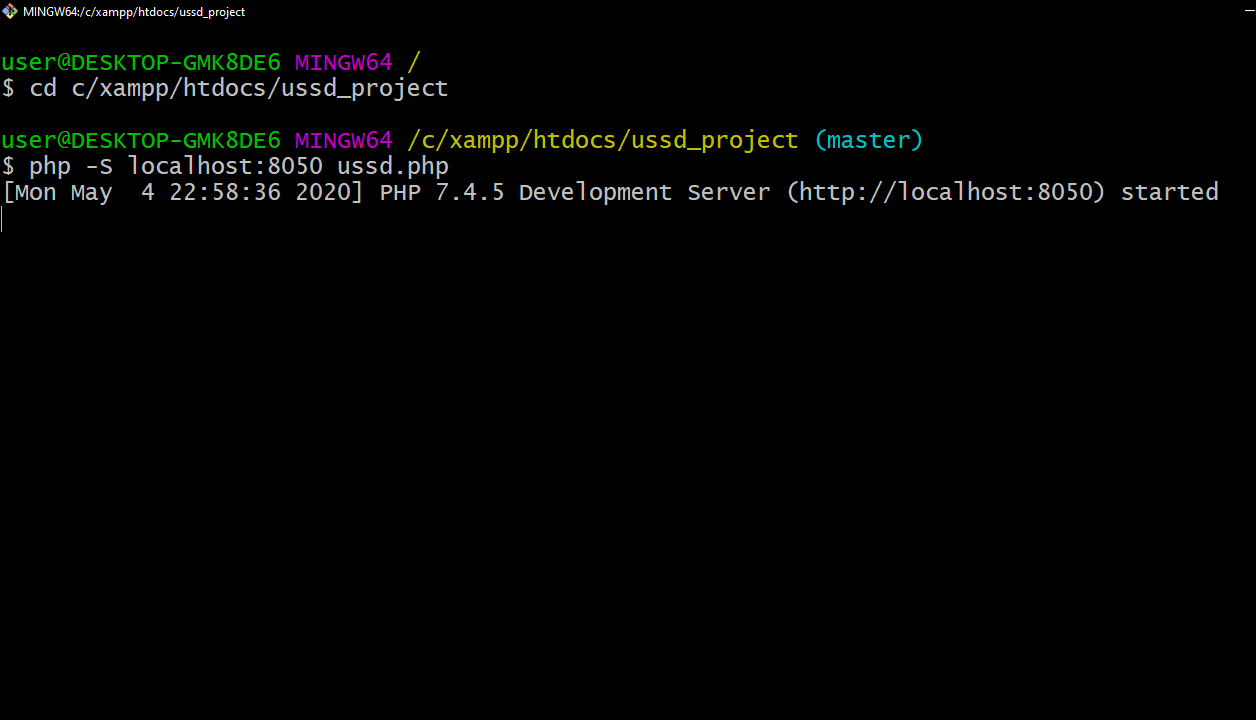 MINGW64:/c/xampp/htdocs/ussd_project
user@DESKTOP-GMK8DE6 MINGW64 /
$ cd c/xampp/htdocs/ussd_project
user@DESKTOP-GMK8DE6 MINGW64 /c/xampp/htdocs/ussd_project (master)
$ php -S localhost:8050 ussd.php
[Mon May  4 22:58:36 2020] PHP 7.4.5 Development Server (http://localhost:8050) started